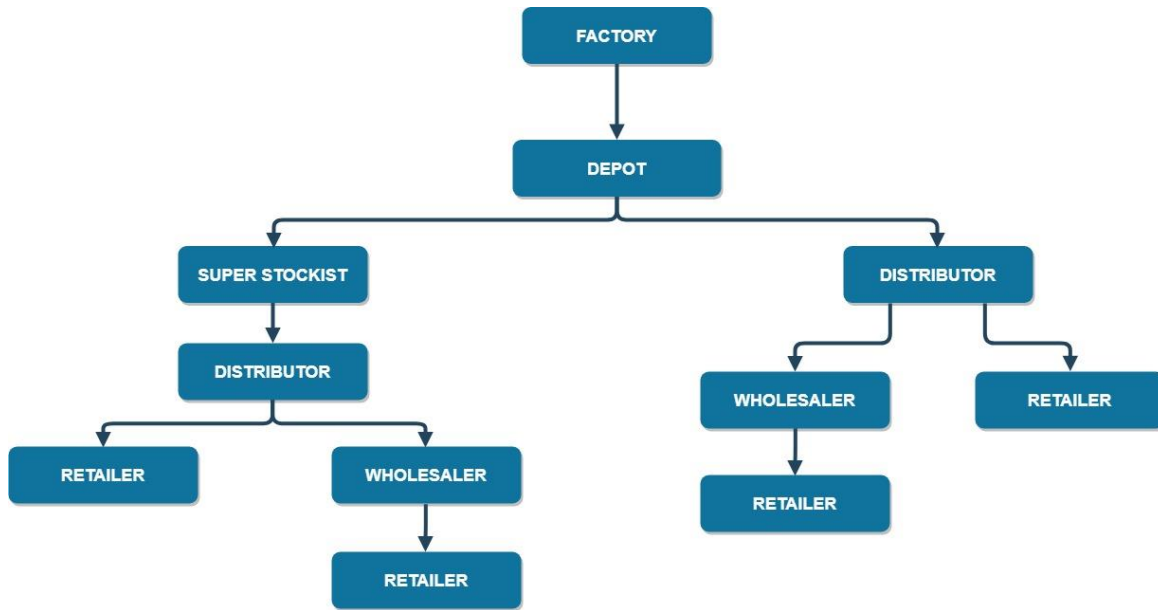 FACTORY
DEPOT
SUPER STOCKIST
DISTRIBUTOR
DISTRIBUTOR
WHOLESALER
RETAILER
RETAILER
WHOLESALER
RETAILER
RETAILER